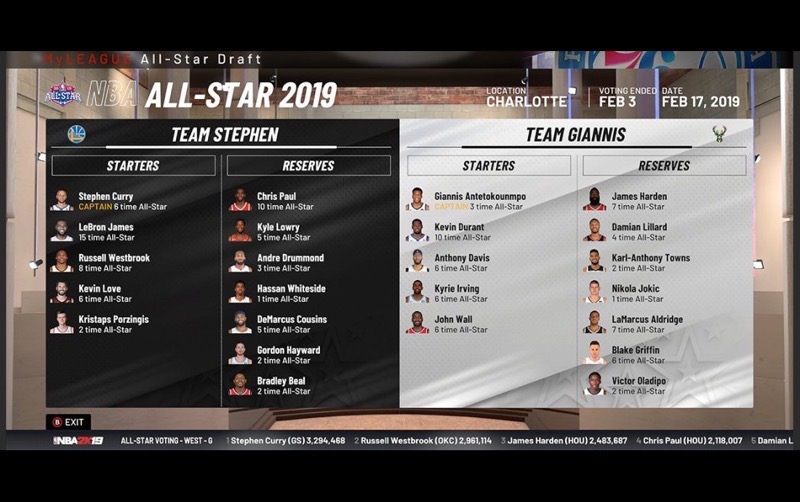 MyLEAGUE All-Star Draft
ALL-STAR
NBA ALL-STAR 2019
LOCATION
CHARLOTTE
VOTING ENDED
FEB 3
DATE
FEB 17, 2019
TEAM STEPHEN
STARTERS
Stephen Curry
CAPTAIN 6 time All-Star
LeBron James
15 time All-Star
Russell Westbrook
8 time All-Star
Kevin Love
6 time All-Star
Kristaps Porzingis
2 time All-Star
RESERVES
Chris Paul
10 time All-Star
Kyle Lowry
5 time All-Star
Andre Drummond
3 time All-Star
Hassan Whiteside
1 time All-Star
DeMarcus Cousins
5 time All-Star
Gordon Hayward
2 time All-Star
Bradley Beal
2 time All-Star
TEAM GIANNIS
STARTERS
Giannis Antetokounmpo
CAPTAIN 3 time All-Star
Kevin Durant
10 time All-Star
Anthony Davis
6 time All-Star
Kyrie Irving
6 time All-Star
John Wall
6 time All-Star
RESERVES
James Harden
7 time All-Star
Damian Lillard
4 time All-Star
Karl-Anthony Towns
2 time All-Star
Nikola Jokic
1 time All-Star
LaMarcus Aldridge
7 time All-Star
Blake Griffin
6 time All-Star
Victor Oladipo
2 time All-Star
B EXIT
NBA2K19 ALL-STAR VOTING - WEST - G 1 Stephen Curry (GS) 3,294,468 2 Russell Westbrook (OKC) 2,961,114 3 James Harden (HOU) 2,483,687 4 Chris Paul (HOU) 2,118,007 5 Damian L